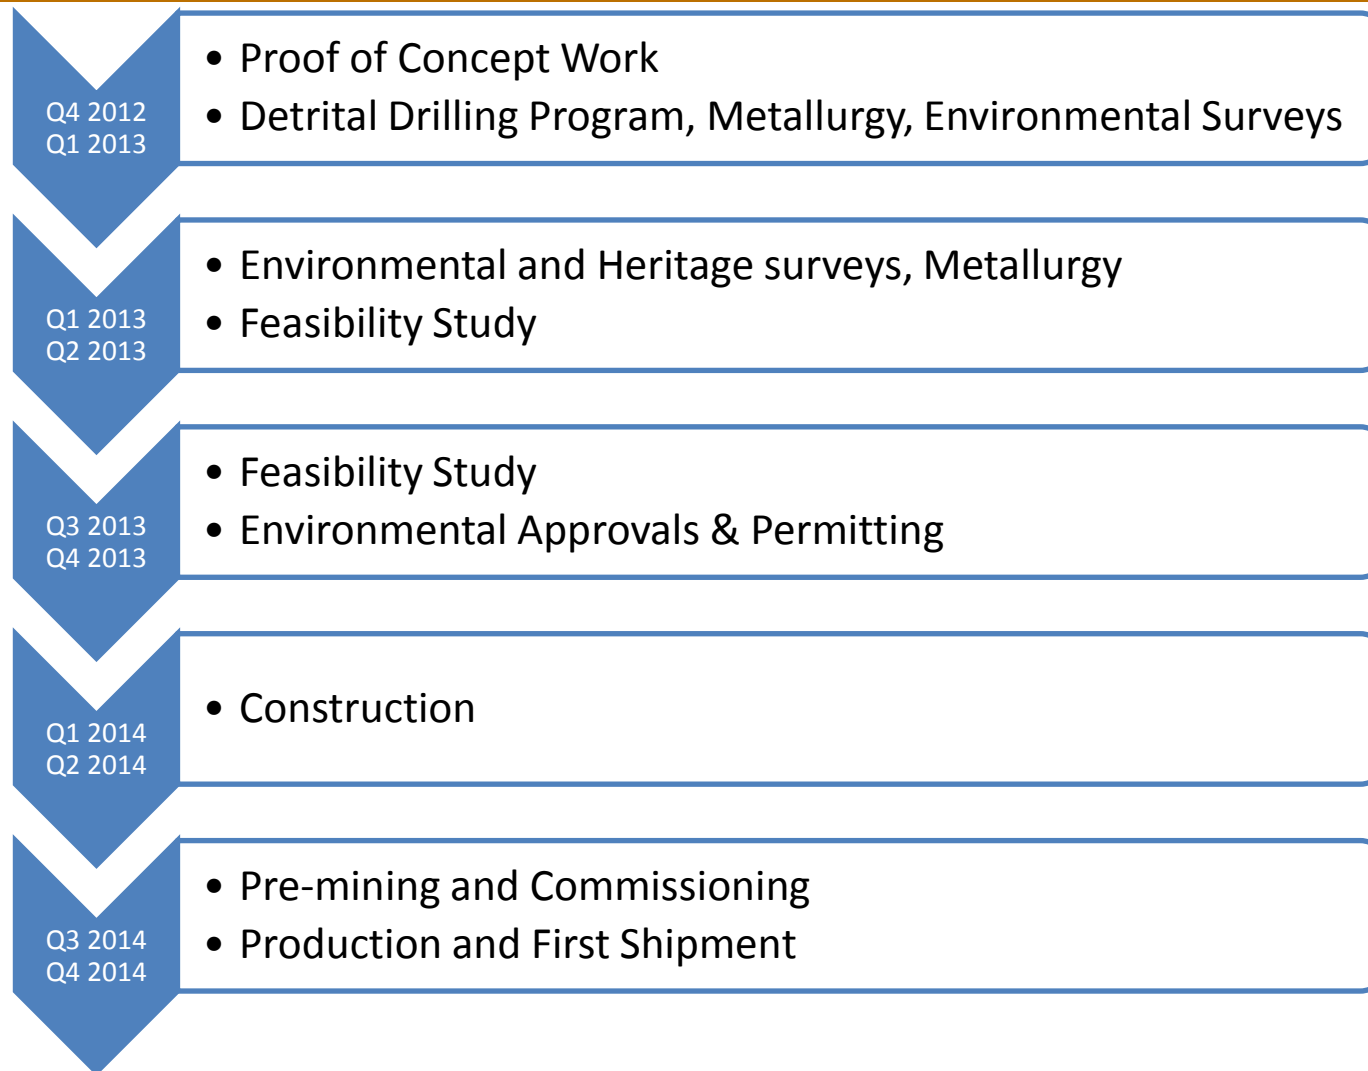 Q4 2012
Q1 2013
• Proof of Concept Work
• Detrital Drilling Program, Metallurgy, Environmental Surveys
Q1 2013
Q2 2013
• Environmental and Heritage surveys, Metallurgy
• Feasibility Study
Q3 2013
Q4 2013
• Feasibility Study
• Environmental Approvals & Permitting
Q1 2014
Q2 2014
• Construction
Q3 2014
Q4 2014
• Pre-mining and Commissioning
• Production and First Shipment